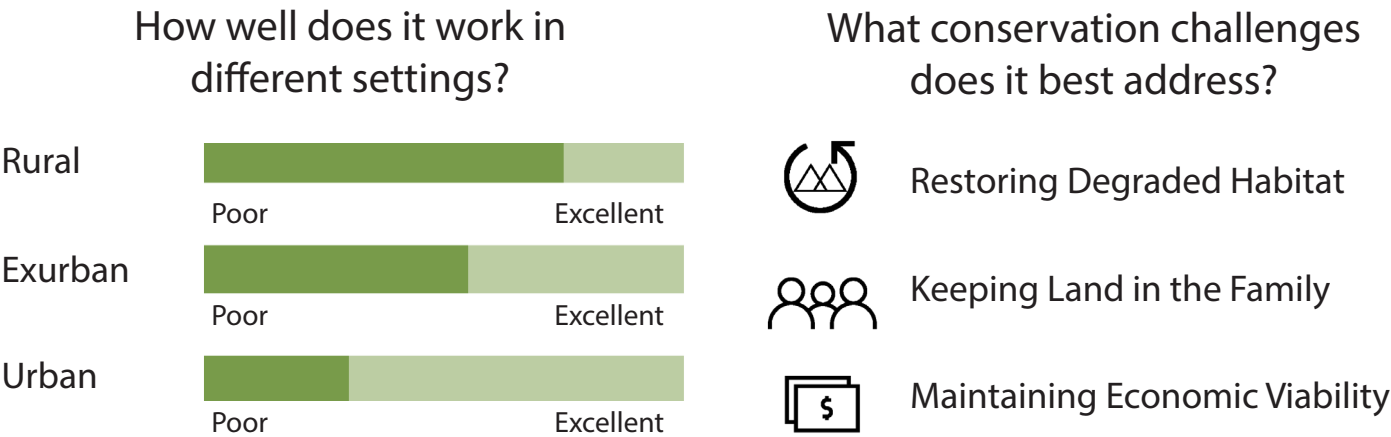 How well does it work in
different settings?
Rural
Poor Excellent
Exurban
Poor Excellent
Urban
Poor Excellent
What conservation challenges
does it best address?
Restoring Degraded Habitat
Keeping Land in the Family
$
Maintaining Economic Viability